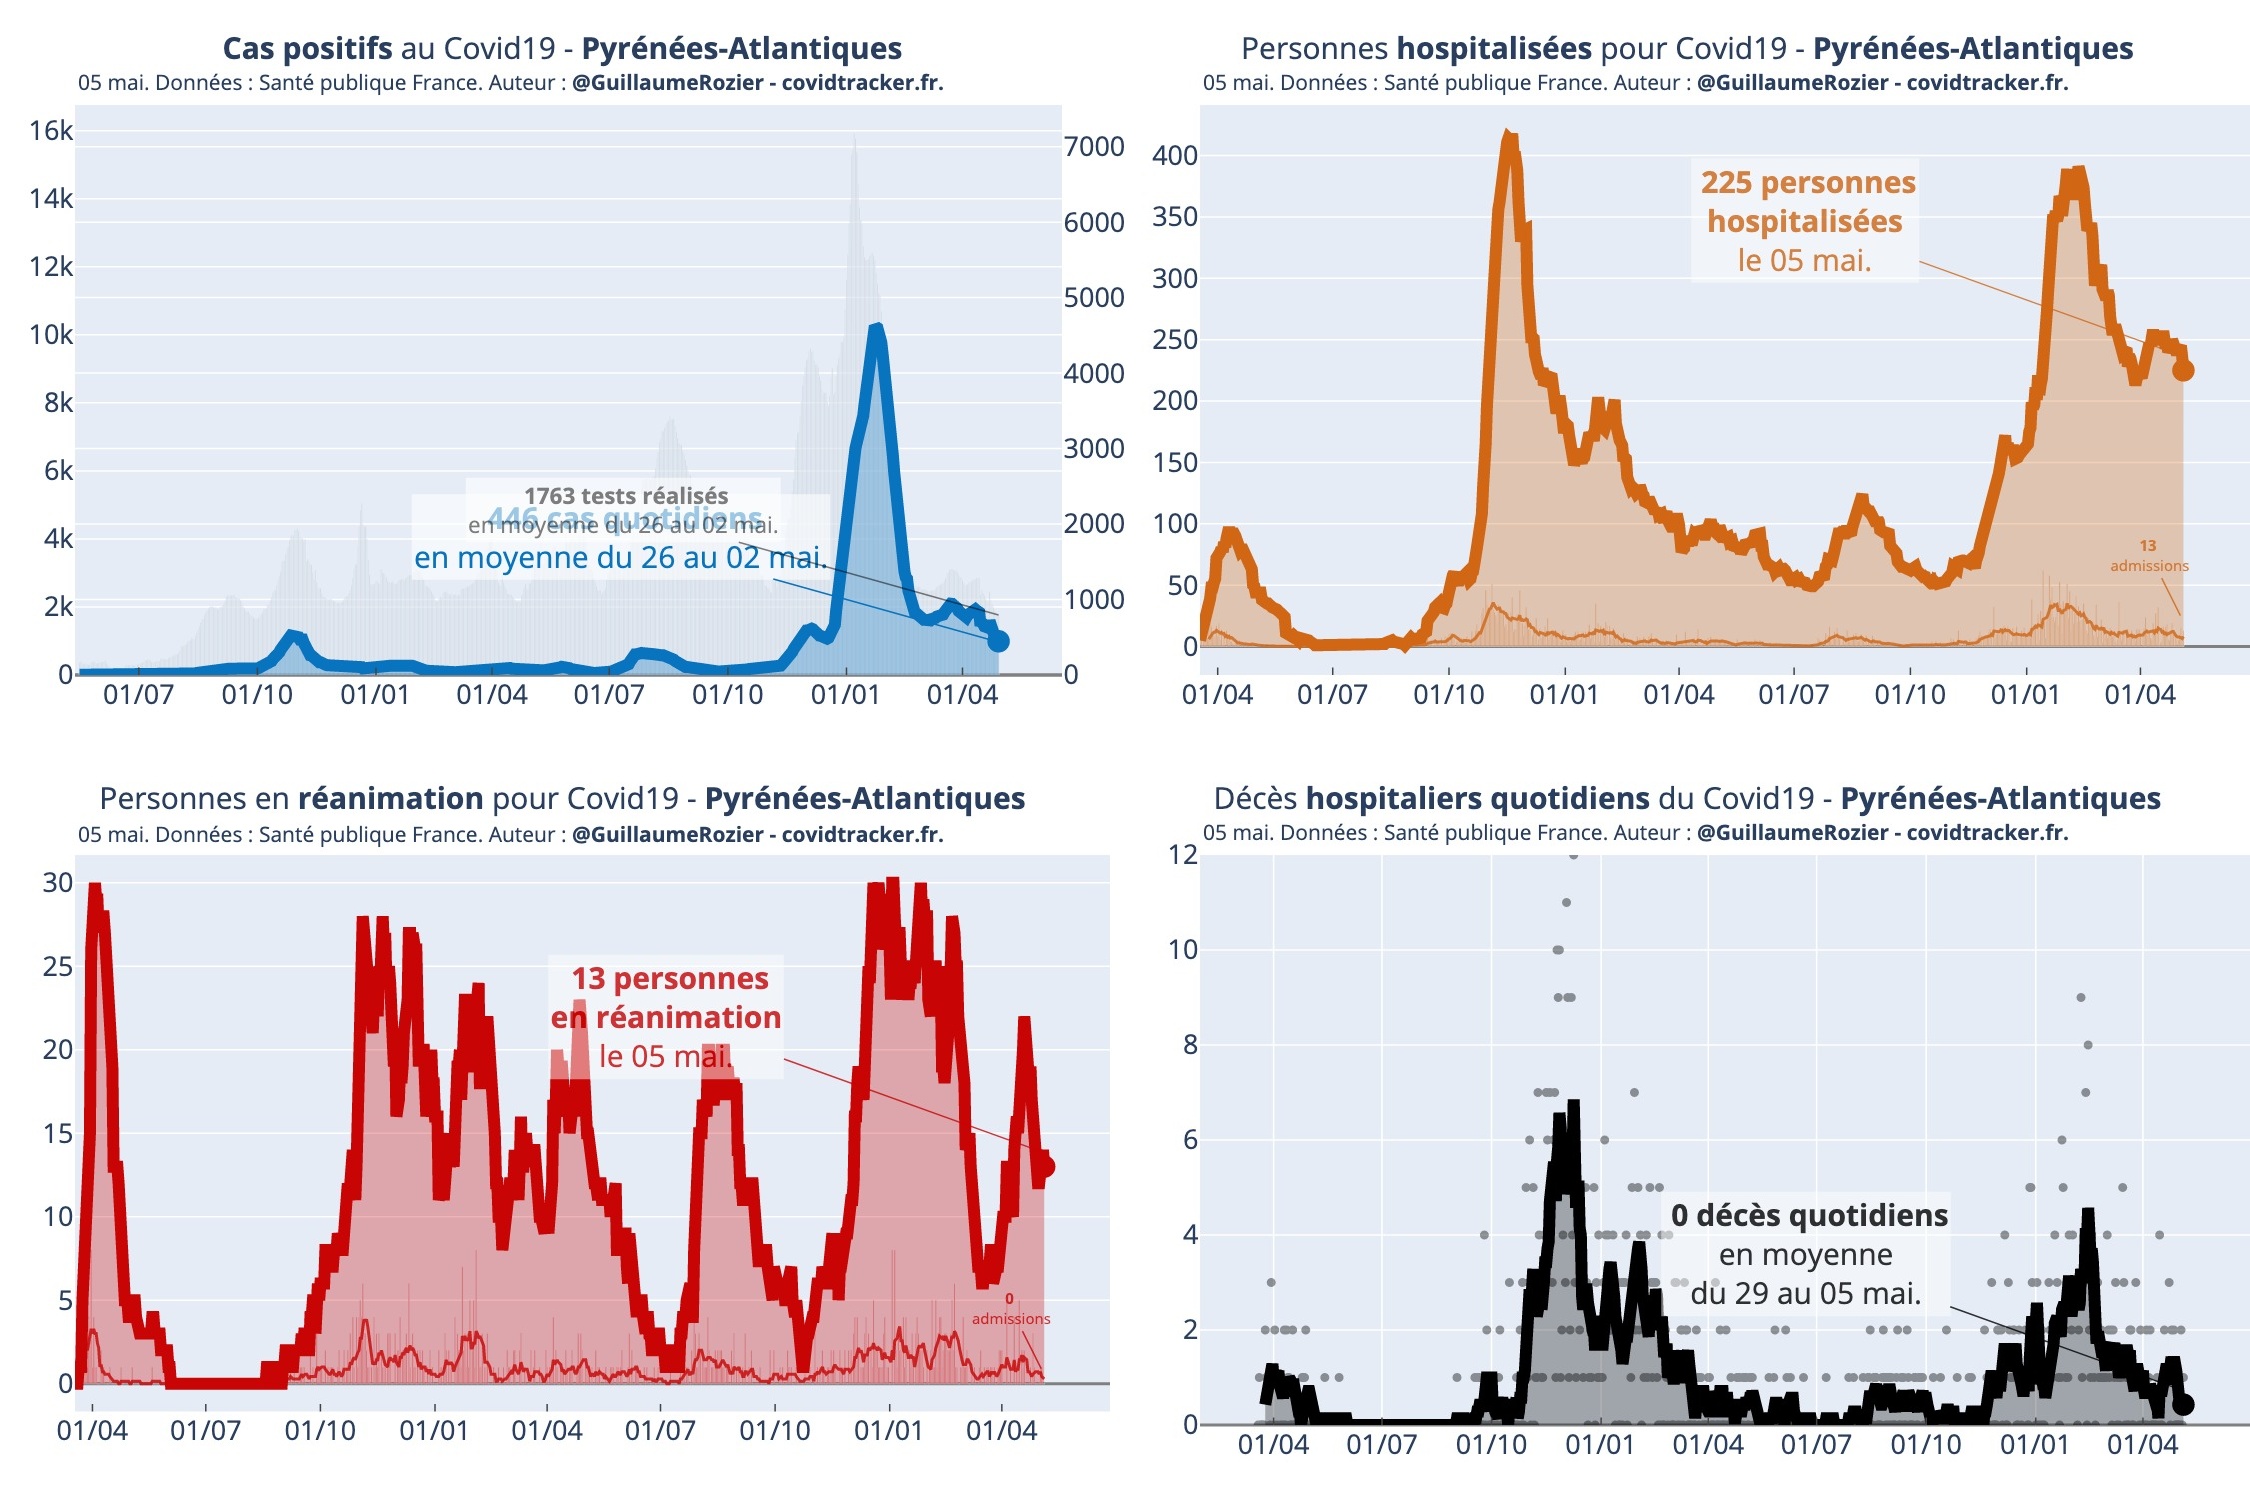 Cas positifs au Covid19 - Pyrénées-Atlantiques
05 mai. Données : Santé publique France. Auteur : @GuillaumeRozier - covidtracker.fr.
16k
14k
12k
10k
8k
6k
4k
2k
0
7000
6000
5000
4000
3000
2000
1000
0
1763 tests réalisés
en moyenne du 26 au 02 mai.
446 cas quotidiens
en moyenne du 26 au 02 mai.
01/07 01/10 01/01 01/04 01/07 01/10 01/01 01/04
Personnes hospitalisées pour Covid19 - Pyrénées-Atlantiques
05 mai. Données : Santé publique France. Auteur : @GuillaumeRozier - covidtracker.fr.
400
350
300
250
200
150
100
50
0
225 personnes
hospitalisées
le 05 mai.
13
admissions
01/04 01/07 01/10 01/01 01/04 01/07 01/10 01/01 01/04
Personnes en réanimation pour Covid19 - Pyrénées-Atlantiques
05 mai. Données : Santé publique France. Auteur : @GuillaumeRozier - covidtracker.fr.
30
25
20
15
10
5
0
13 personnes
en réanimation
le 05 mai.
0
admissions
01/04 01/07 01/10 01/01 01/04 01/07 01/10 01/01 01/04
Décès hospitaliers quotidiens du Covid19 - Pyrénées-Atlantiques
05 mai. Données : Santé publique France. Auteur : @GuillaumeRozier - covidtracker.fr.
12
10
8
6
4
2
0
0 décès quotidiens
en moyenne
du 29 au 05 mai.
01/04 01/07 01/10 01/01 01/04 01/07 01/10 01/01 01/04